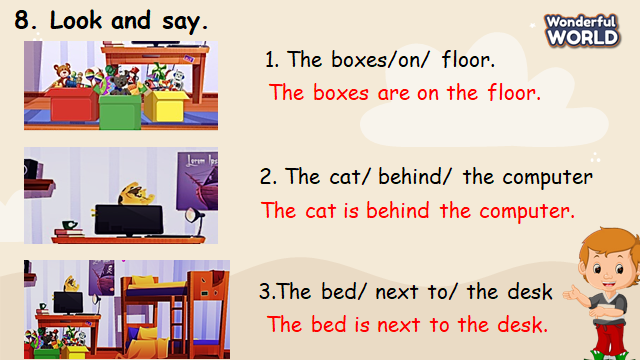 8. Look and say.
Wonderful
WORLD
1. The boxes/on/ floor.
The boxes are on the floor.
Lorem Ips
2. The cat/ behind/ the computer
The cat is behind the computer.
3.The bed/ next to/ the desk
The bed is next to the desk.